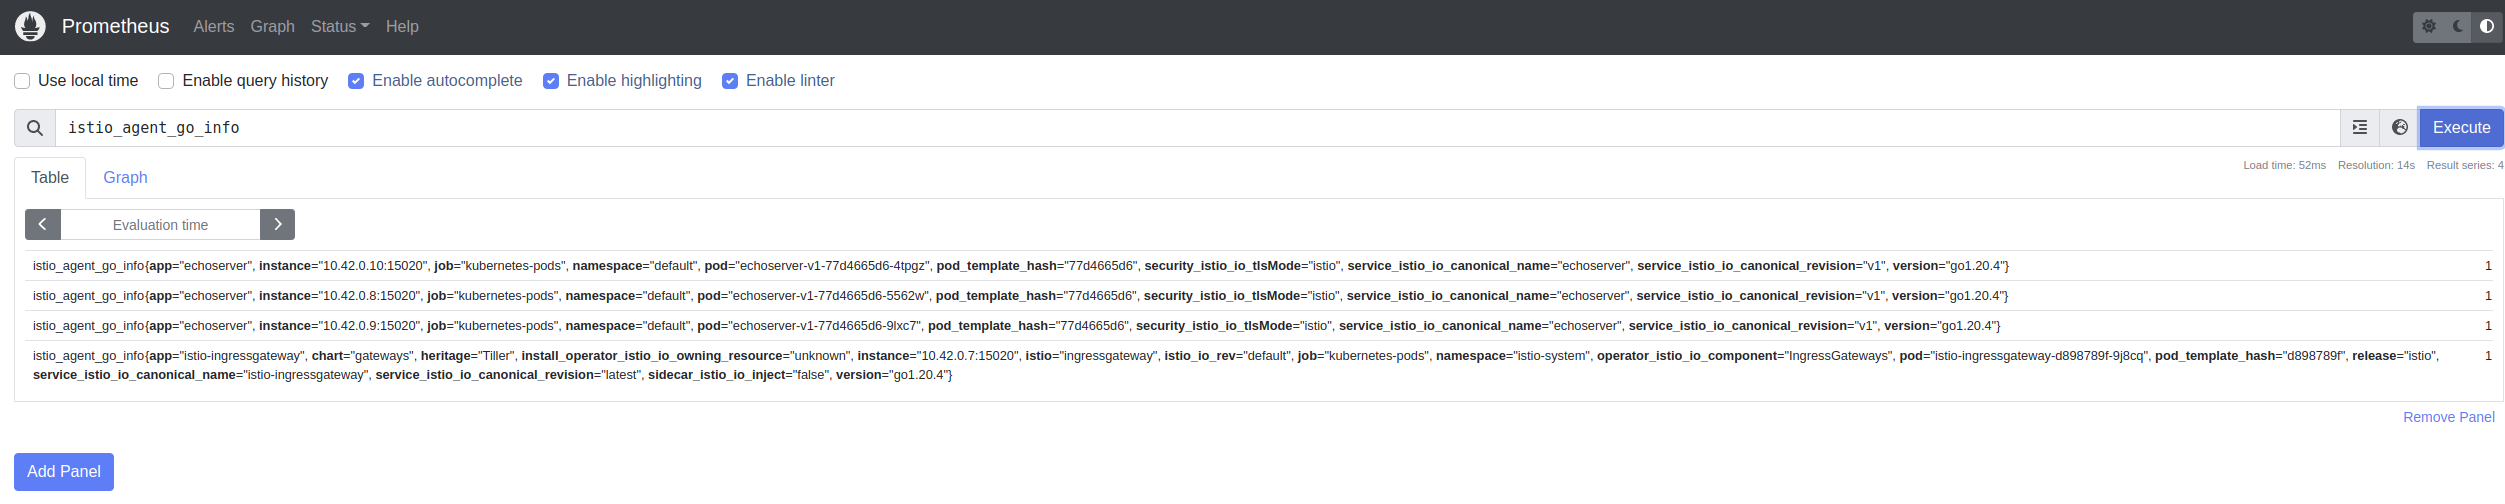 Prometheus Alerts Graph Status Help
Use local time Enable query history Enable autocomplete Enable highlighting Enable linter
istio_agent_go_info Execute
Load time: 52ms Resolution: 14s Result series: 4
Table Graph
Evaluation time
istio_agent_go_info{app="echoserver", instance="10.42.0.10:15020", job="kubernetes-pods", namespace="default", pod="echoserver-v1-77d4665d6-4tpgz", pod_template_hash="77d4665d6", security_istio_io_tlsMode="istio", service_istio_io_canonical_name="echoserver", service_istio_io_canonical_revision="v1", version="go1.20.4"} 1
istio_agent_go_info{app="echoserver", instance="10.42.0.8:15020", job="kubernetes-pods", namespace="default", pod="echoserver-v1-77d4665d6-5562w", pod_template_hash="77d4665d6", security_istio_io_tlsMode="istio", service_istio_io_canonical_name="echoserver", service_istio_io_canonical_revision="v1", version="go1.20.4"} 1
istio_agent_go_info{app="echoserver", instance="10.42.0.9:15020", job="kubernetes-pods", namespace="default", pod="echoserver-v1-77d4665d6-9lxc7", pod_template_hash="77d4665d6", security_istio_io_tlsMode="istio", service_istio_io_canonical_name="echoserver", service_istio_io_canonical_revision="v1", version="go1.20.4"} 1
istio_agent_go_info{app="istio-ingressgateway", chart="gateways", heritage="Tiller", install_operator_istio_io_owning_resource="unknown", instance="10.42.0.7:15020", istio="ingressgateway", istio_io_rev="default", job="kubernetes-pods", namespace="istio-system", operator_istio_io_component="IngressGateways", pod="istio-ingressgateway-d898789f-9j8cq", pod_template_hash="d898789f", release="istio", 1
service_istio_io_canonical_name="istio-ingressgateway", service_istio_io_canonical_revision="latest", sidecar_istio_io_inject="false", version="go1.20.4"}
Remove Panel
Add Panel